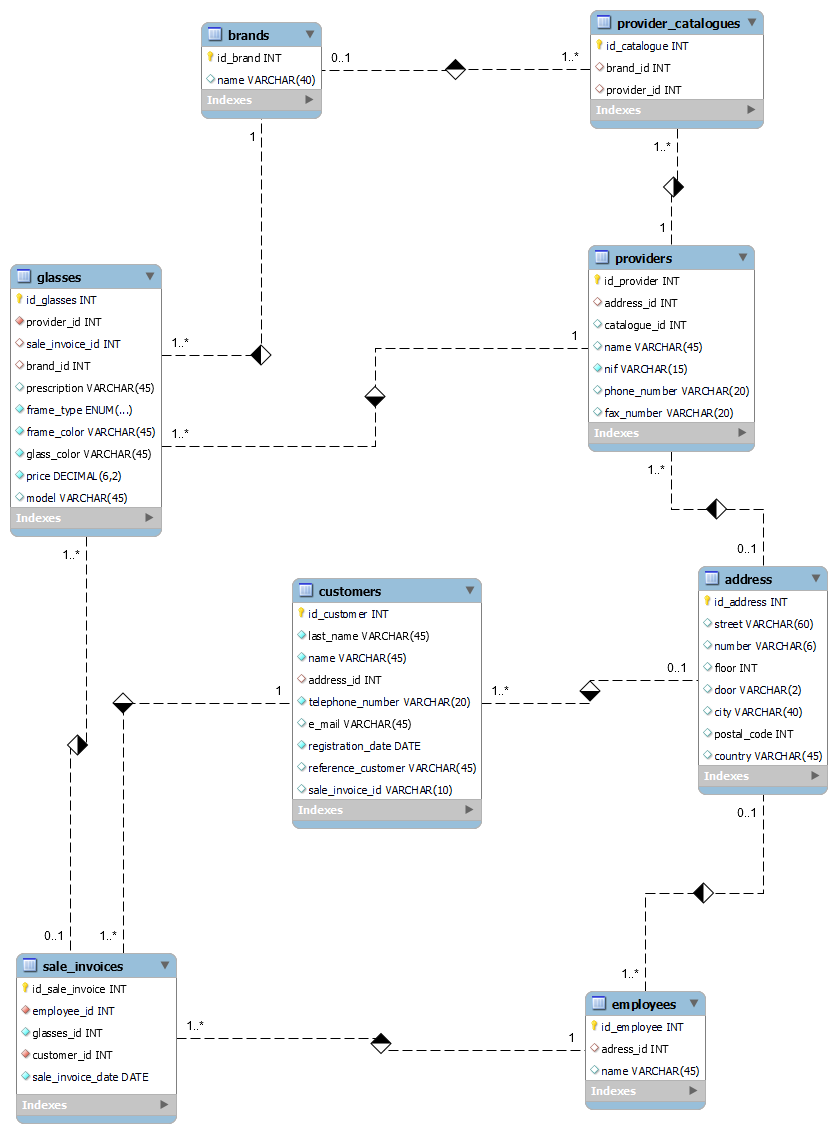 brands
id_brand INT
name VARCHAR(40)
Indexes
0..1
1..*
provider_catalogues
id_catalogue INT
brand_id INT
provider_id INT
Indexes
1
1..*
1
providers
id_provider INT
address_id INT
catalogue_id INT
name VARCHAR(45)
nif VARCHAR(15)
phone_number VARCHAR(20)
fax_number VARCHAR(20)
Indexes
glasses
id_glasses INT
provider_id INT
sale_invoice_id INT
brand_id INT
prescription VARCHAR(45)
frame_type ENUM(...)
frame_color VARCHAR(45)
glass_color VARCHAR(45)
price DECIMAL(6,2)
model VARCHAR(45)
Indexes
1..*
1
1..*
1..*
0..1
1..*
customers
id_customer INT
last_name VARCHAR(45)
name VARCHAR(45)
address_id INT
telephone_number VARCHAR(20)
e_mail VARCHAR(45)
registration_date DATE
reference_customer VARCHAR(45)
sale_invoice_id VARCHAR(10)
Indexes
address
id_address INT
street VARCHAR(60)
number VARCHAR(6)
floor INT
door VARCHAR(2)
city VARCHAR(40)
postal_code INT
country VARCHAR(45)
Indexes
1
1..*
0..1
0..1
0..1
1..*
1..*
sale_invoices
id_sale_invoice INT
employee_id INT
glasses_id INT
customer_id INT
sale_invoice_date DATE
Indexes
1..*
1
employees
id_employee INT
adress_id INT
name VARCHAR(45)
Indexes